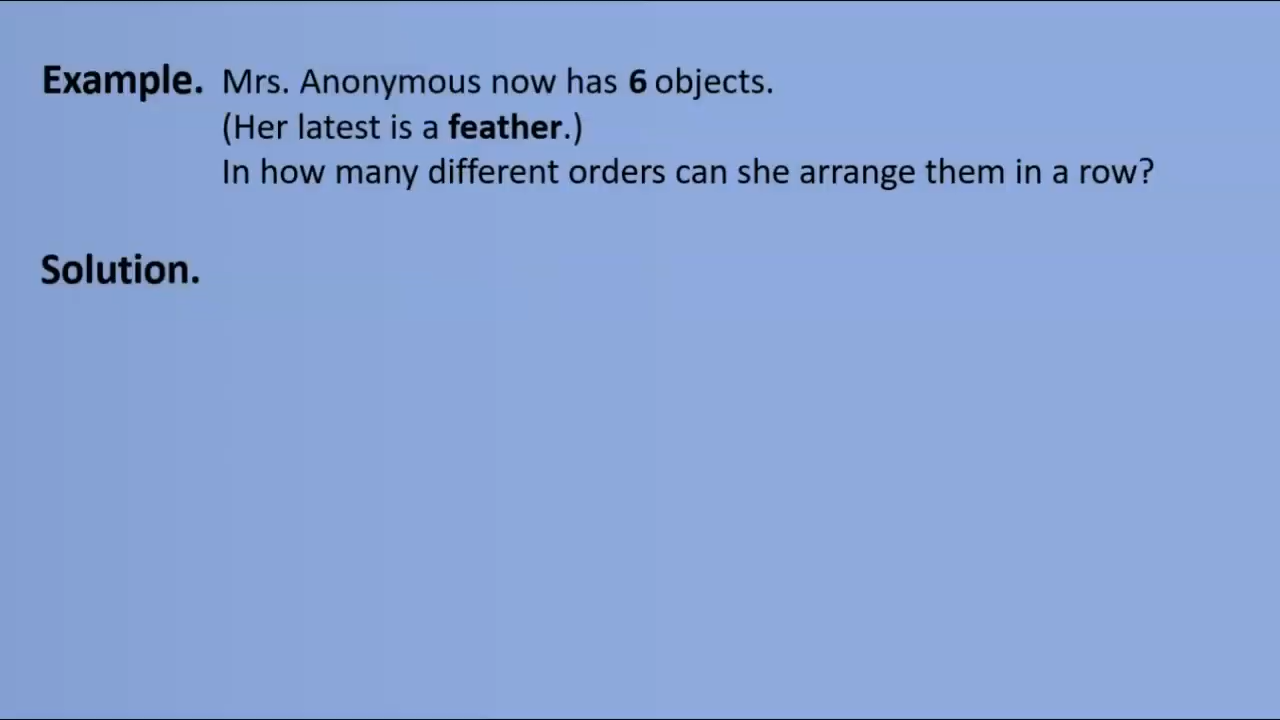 Example. Mrs. Anonymous now has 6 objects.
(Her latest is a feather.)
In how many different orders can she arrange them in a row?
Solution.